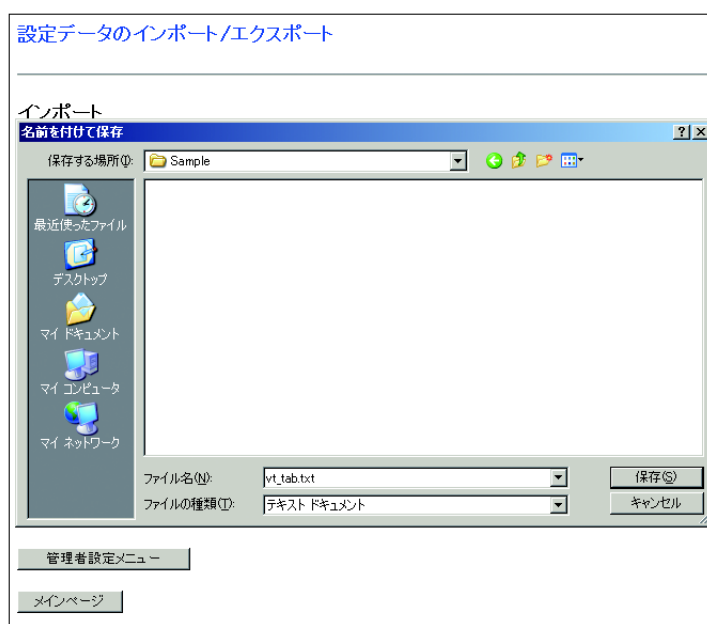 設定データのインポート/エクスポート
インポート
名前を付けて保存
保存する場所(I):
Sample
最近使ったファイル
デスクトップ
マイ ドキュメント
マイ コンピュータ
マイ ネットワーク
ファイル名(N):
vt_tab.txt
保存(S)
ファイルの種類(T):
テキスト ドキュメント
キャンセル
管理者設定メニュー
メインページ